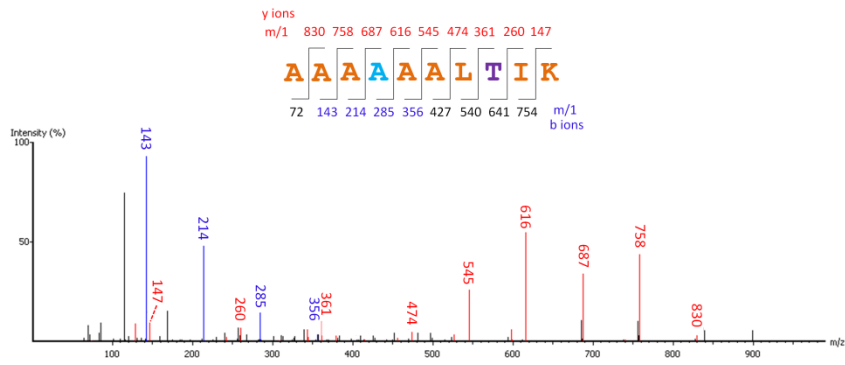 y ions
m/1 830 758 687 616 545 474 361 260 147
A A A A A A L T I K
72 143 214 285 356 427 540 641 754 m/1
b ions
Intensity (%)
100
50
143
147
214
260
285
356
361
474
545
616
687
758
830
100 200 300 400 500 600 700 800 900 m/z